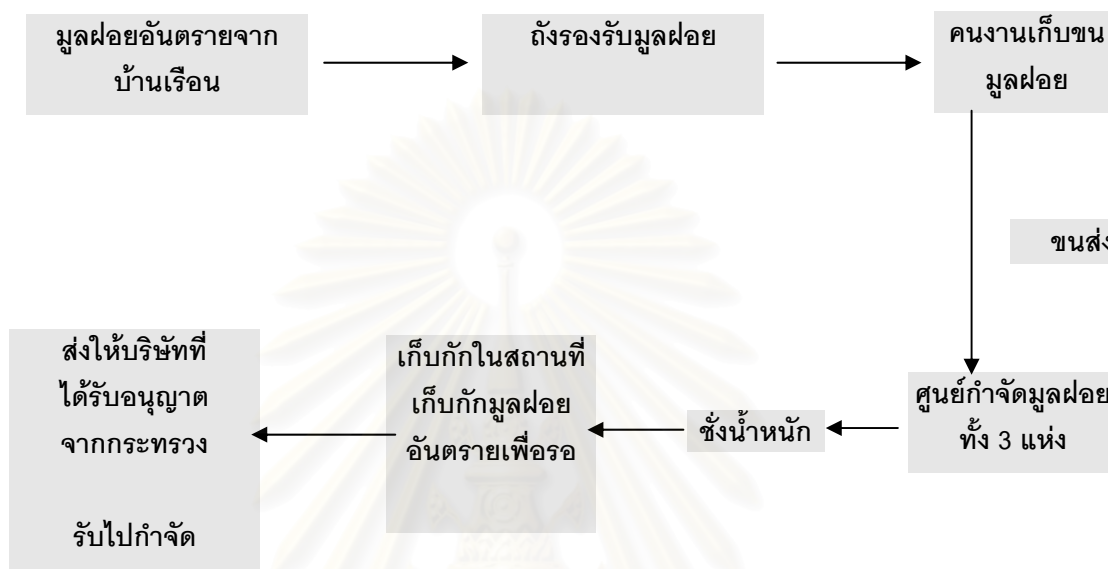 มูลฝอยอันตรายจาก
บ้านเรือน
ถังรองรับมูลฝอย
คนงานเก็บขน
มูลฝอย
ขนส่ง
ศูนย์กำจัดมูลฝอย
ทั้ง 3 แห่ง
ชั่งน้ำหนัก
เก็บกักในสถานที่
เก็บกักมูลฝอย
อันตรายเพื่อรอ
ส่งให้บริษัทที่
ได้รับอนุญาต
จากกระทรวง
รับไปกำจัด